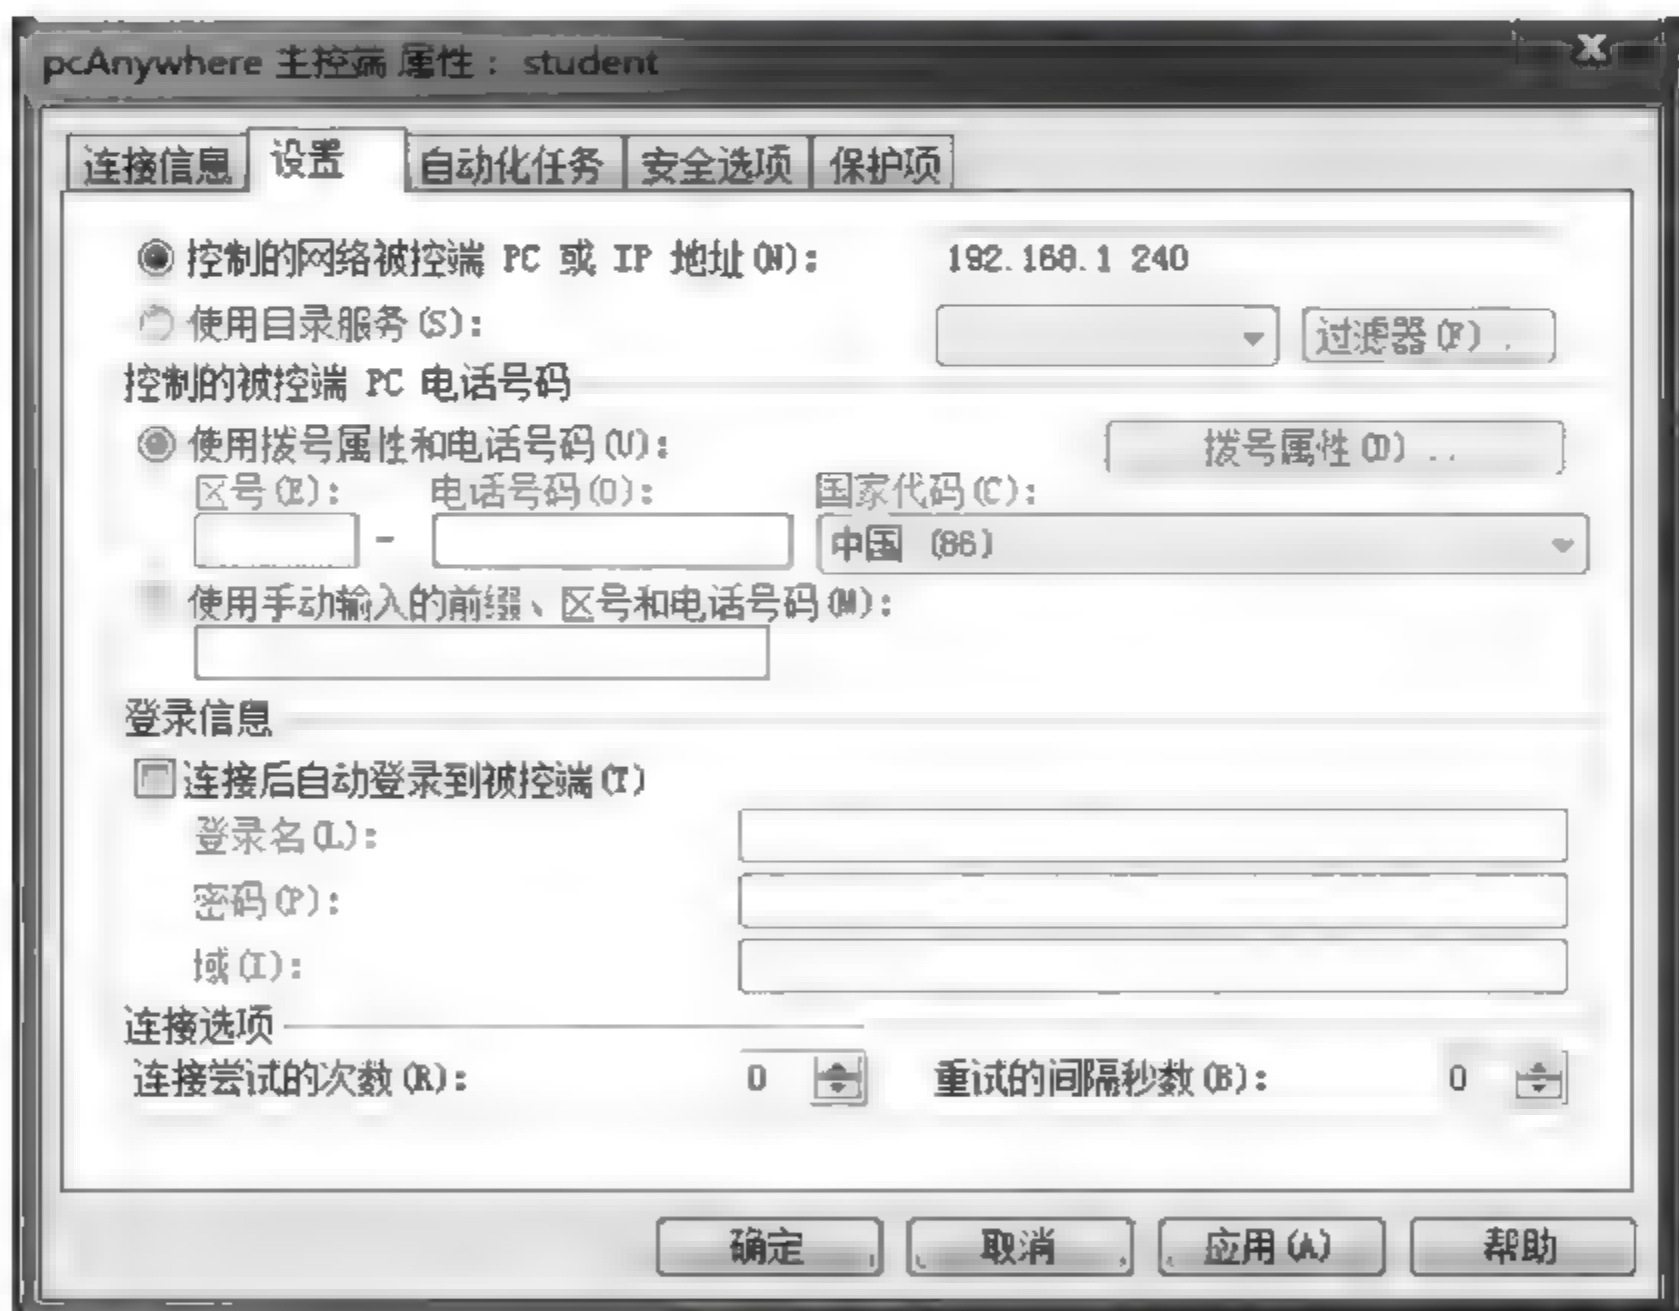 pcAnywhere 主控端 属性： student
连接信息 设置 自动化任务 安全选项 保护项
控制的网络被控端 PC 或 IP 地址(N): 192.168.1 240
使用目录服务(S): 过滤器(F) .
控制的被控端 PC 电话号码
使用拨号属性和电话号码(U): 拨号属性(D) ..
区号(E): 电话号码(O): 国家代码(C):
- 中国 (86)
使用手动输入的前缀、区号和电话号码(M):
登录信息
连接后自动登录到被控端(T)
登录名(L):
密码(P):
域(I):
连接选项
连接尝试的次数(R): 0 重试的间隔秒数(B): 0
确定 取消 应用(A) 帮助